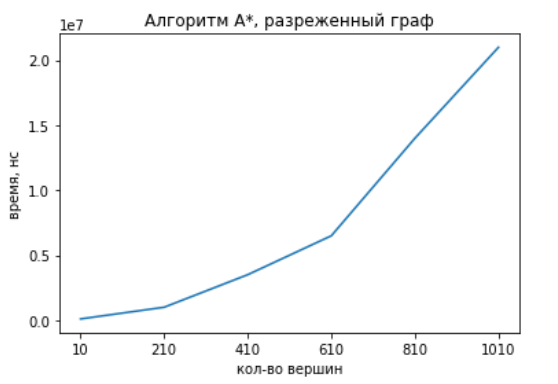 Алгоритм A*, разреженный граф
1e7
2.0
1.5
1.0
0.5
0.0
время, нс
10 210 410 610 810 1010
кол-во вершин